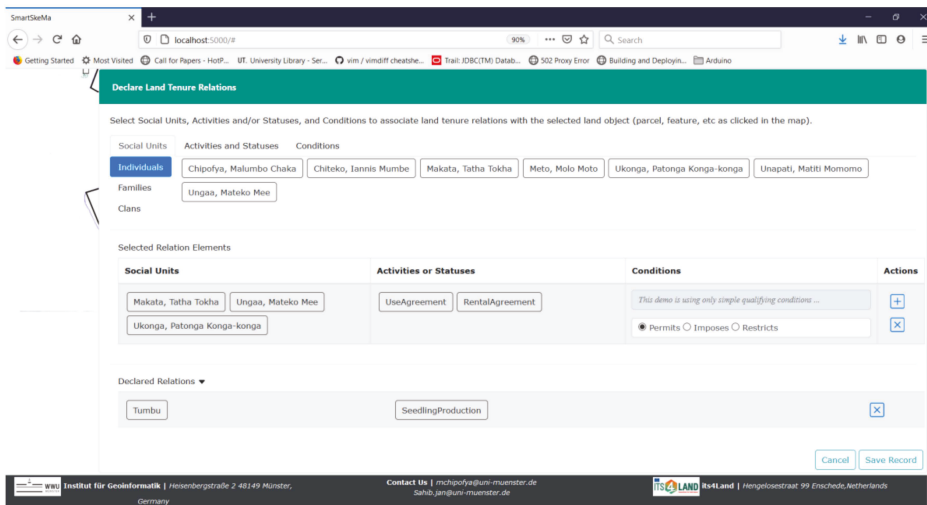 SmartSkeMa
localhost:5000/#
90%
Search
Getting Started Most Visited Call for Papers - HotP... UT. University Library - Ser... vim / vimdiff cheatshe... Trail: JDBC(TM) Datab... 502 Proxy Error Building and Deployin... Arduino
Declare Land Tenure Relations
Select Social Units, Activities and/or Statuses, and Conditions to associate land tenure relations with the selected land object (parcel, feature, etc as clicked in the map).
Social Units Activities and Statuses Conditions
Individuals Chipofya, Malumbo Chaka Chiteko, Iannis Mumbe Makata, Tatha Tokha Meto, Molo Moto Ukonga, Patonga Konga-konga Unapati, Matiti Momomo
Families Ungaa, Mateko Mee
Clans
Selected Relation Elements
Social Units Activities or Statuses Conditions Actions
Makata, Tatha Tokha Ungaa, Mateko Mee UseAgreement RentalAgreement This demo is using only simple qualifying conditions ...
Ukonga, Patonga Konga-konga Permits Imposes Restricts
Declared Relations
Tumbu SeedlingProduction
Cancel Save Record
WWU Institut für Geoinformatik | Heisenbergstraße 2 48149 Münster, Contact Us | mchipofya@uni-muenster.de ITS4LAND its4Land | Hengelosestraat 99 Enschede,Netherlands
Germany Sahib.jan@uni-muenster.de